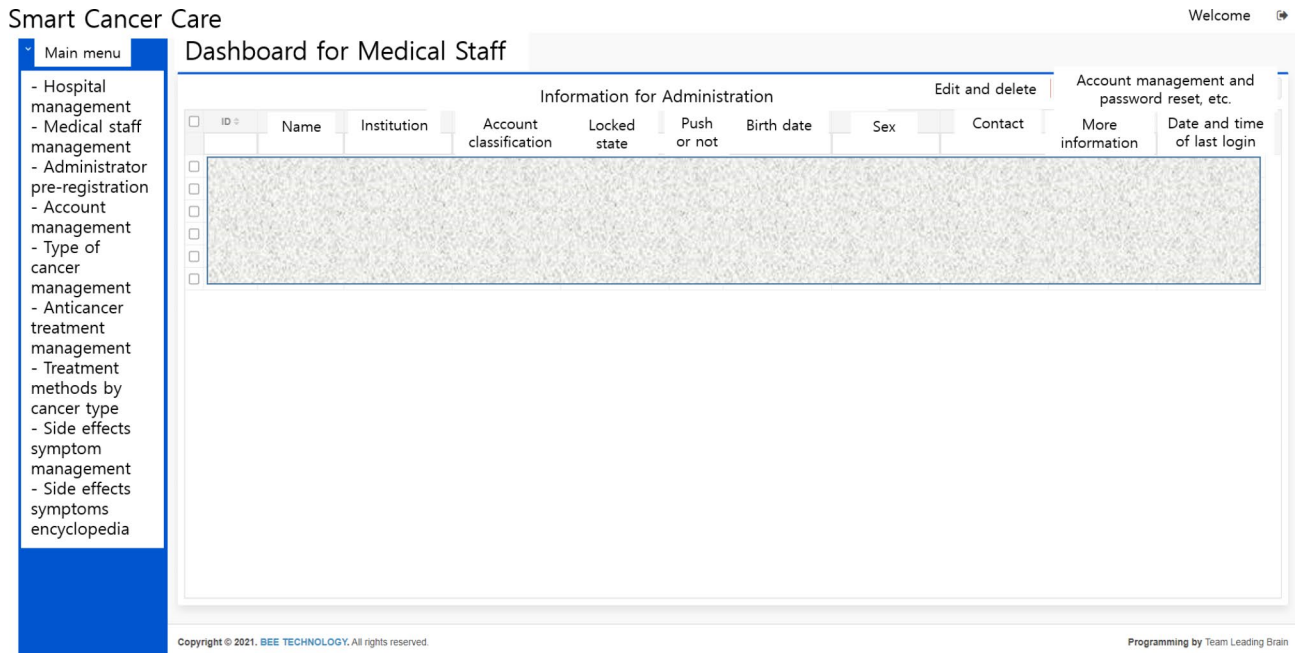 Smart Cancer Care
Welcome
Main menu
Dashboard for Medical Staff
- Hospital
management
- Medical staff
management
- Administrator
pre-registration
- Account
management
- Type of
cancer
management
- Anticancer
treatment
management
- Treatment
methods by
cancer type
- Side effects
symptom
management
- Side effects
symptoms
encyclopedia
Information for Administration
Edit and delete
Account management and
password reset, etc.
ID
Name
Institution
Account
classification
Locked
state
Push
or not
Birth date
Sex
Contact
More
information
Date and time
of last login
Copyright © 2021. BEE TECHNOLOGY. All rights reserved.
Programming by Team Leading Brain